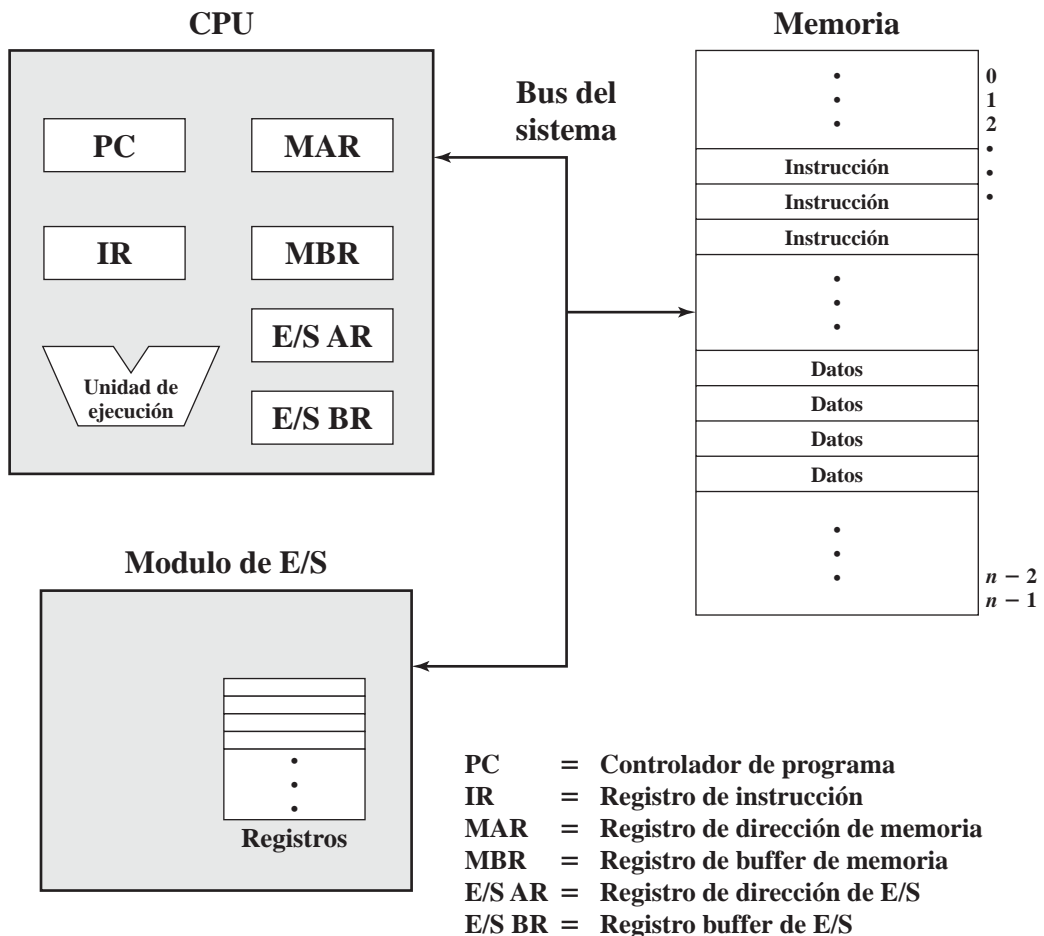 CPU
PC
MAR
IR
MBR
E/S AR
Unidad de
ejecución
E/S BR
Bus del
sistema
Memoria
0
1
2
Instrucción
Instrucción
Instrucción
Datos
Datos
Datos
Datos
n − 2
n − 1
Modulo de E/S
Registros
PC = Controlador de programa
IR = Registro de instrucción
MAR = Registro de dirección de memoria
MBR = Registro de buffer de memoria
E/S AR = Registro de dirección de E/S
E/S BR = Registro buffer de E/S